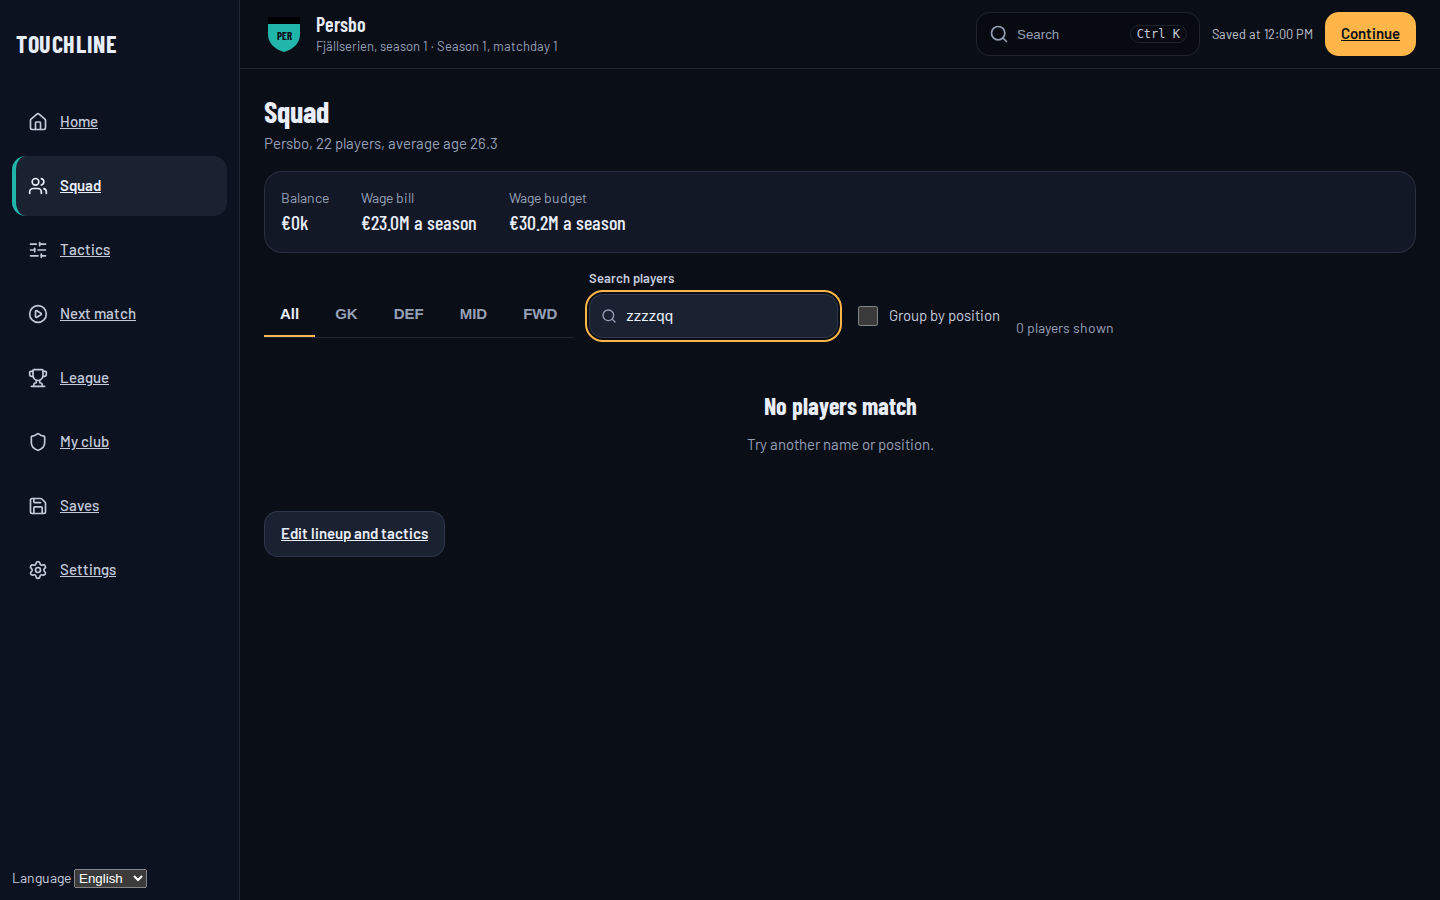 TOUCHLINE
Home
Squad
Tactics
Next match
League
My club
Saves
Settings
Language English
PER
Persbo
Fjällserien, season 1 · Season 1, matchday 1
Search Ctrl K
Saved at 12:00 PM
Continue
Squad
Persbo, 22 players, average age 26.3
Balance Wage bill Wage budget
€0k €23.0M a season €30.2M a season
Search players
All GK DEF MID FWD
zzzzqq
Group by position
0 players shown
No players match
Try another name or position.
Edit lineup and tactics